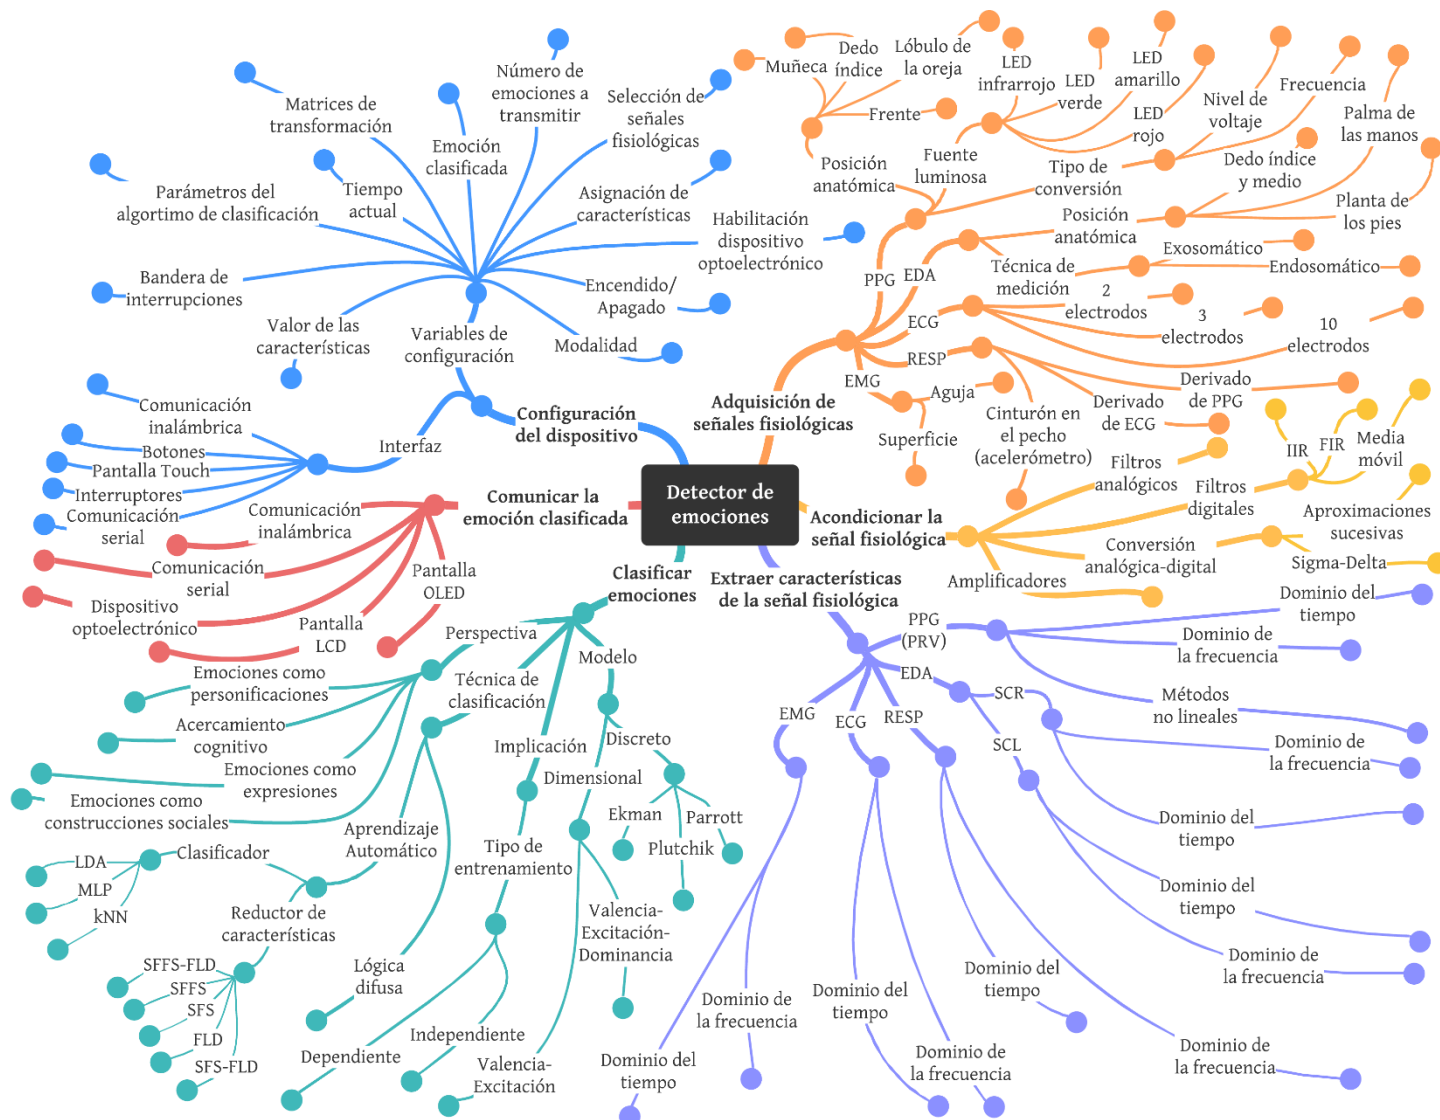 Detector de
emociones
Configuración
del dispositivo
Variables de
configuración
Matrices de
transformación
Número de
emociones a
transmitir
Selección de
señales
fisiológicas
Emoción
clasificada
Tiempo
actual
Parámetros del
algortimo de clasificación
Asignación de
características
Habilitación
dispositivo
optoelectrónico
Bandera de
interrupciones
Encendido/
Apagado
Valor de las
características
Modalidad
Interfaz
Comunicación
inalámbrica
Botones
Pantalla Touch
Interruptores
Comunicación
serial
Comunicar la
emoción clasificada
Comunicación
inalámbrica
Comunicación
serial
Dispositivo
optoelectrónico
Pantalla
LCD
Pantalla
OLED
Clasificar
emociones
Perspectiva
Emociones como
personificaciones
Acercamiento
cognitivo
Emociones como
expresiones
Emociones como
construcciones sociales
Técnica de
clasificación
Aprendizaje
Automático
Clasificador
LDA
MLP
kNN
Reductor de
características
SFFS-FLD
SFFS
SFS
FLD
SFS-FLD
Lógica
difusa
Implicación
Tipo de
entrenamiento
Dependiente
Independiente
Modelo
Discreto
Ekman
Plutchik
Parrott
Dimensional
Valencia-
Excitación-
Dominancia
Valencia-
Excitación
Adquisición de
señales fisiológicas
PPG
Posición
anatómica
Muñeca
Dedo
índice
Lóbulo de
la oreja
Frente
Fuente
luminosa
LED
infrarrojo
LED
verde
LED
amarillo
LED
rojo
Tipo de
conversión
Nivel de
voltaje
Frecuencia
EDA
Posición
anatómica
Dedo índice
y medio
Palma de
las manos
Planta de
los pies
Técnica de
medición
Exosomático
Endosomático
ECG
2
electrodos
3
electrodos
10
electrodos
RESP
Derivado
de PPG
Derivado
de ECG
Cinturón en
el pecho
(acelerómetro)
EMG
Aguja
Superficie
Acondicionar la
señal fisiológica
Filtros
analógicos
Filtros
digitales
IIR
FIR
Media
móvil
Conversión
analógica-digital
Aproximaciones
sucesivas
Sigma-Delta
Amplificadores
Extraer características
de la señal fisiológica
PPG
(PRV)
Dominio del
tiempo
Dominio de
la frecuencia
Métodos
no lineales
EDA
SCR
Dominio de
la frecuencia
Dominio del
tiempo
SCL
Dominio del
tiempo
Dominio de
la frecuencia
RESP
Dominio del
tiempo
Dominio de
la frecuencia
ECG
Dominio del
tiempo
Dominio de
la frecuencia
EMG
Dominio de
la frecuencia
Dominio del
tiempo